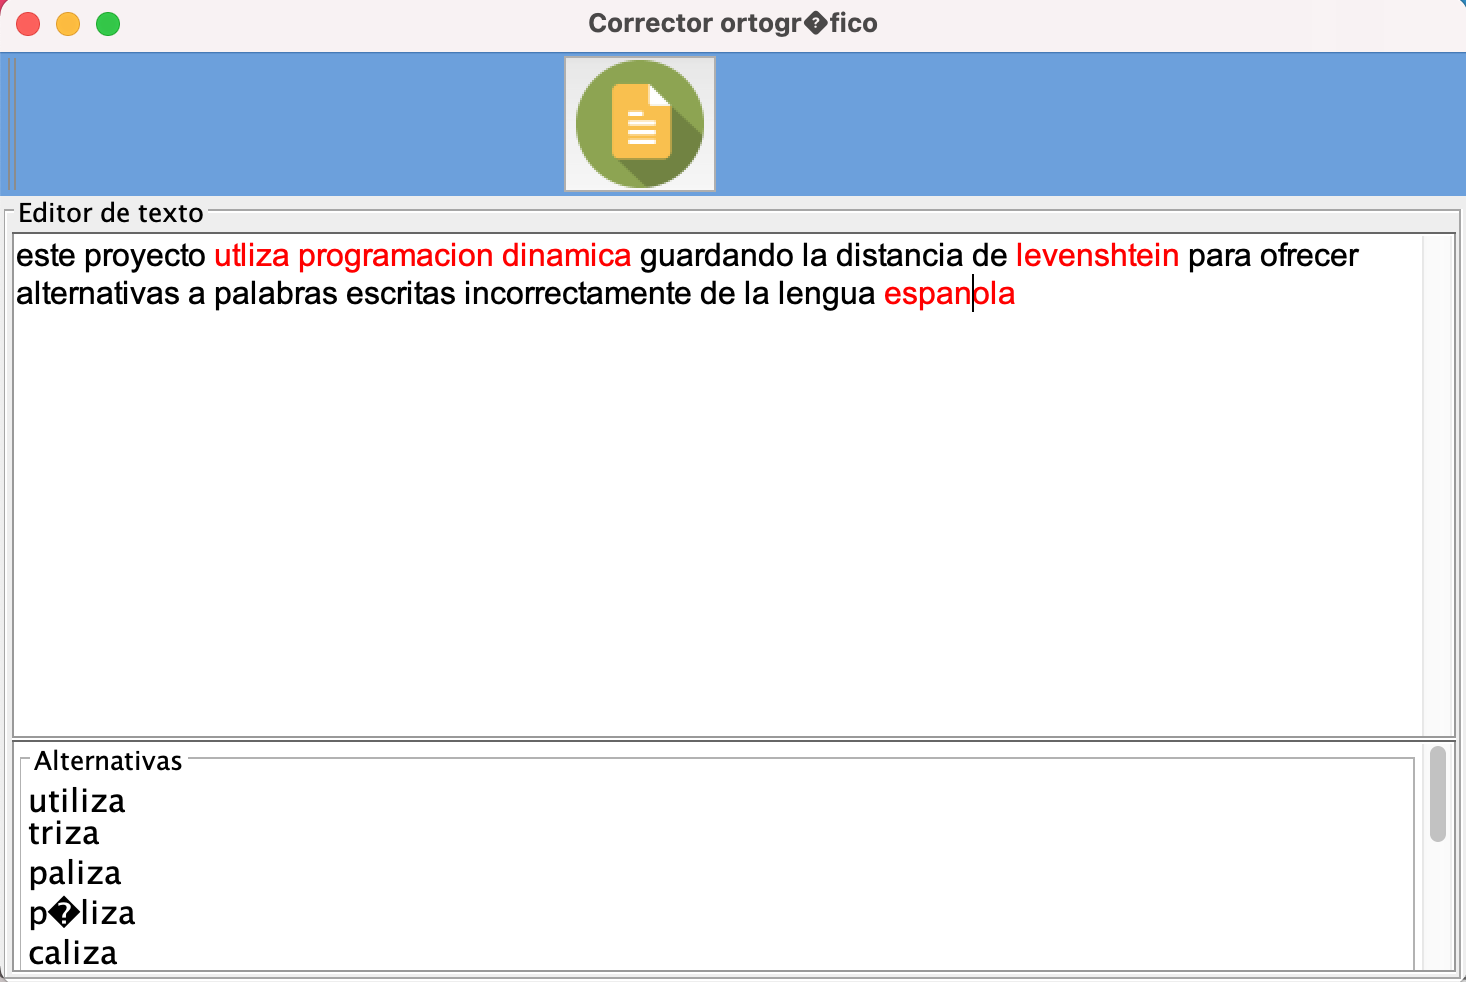 Corrector ortogr�fico
Editor de texto
este proyecto utliza programacion dinamica guardando la distancia de levenshtein para ofrecer
alternativas a palabras escritas incorrectamente de la lengua espanola
Alternativas
utiliza
triza
paliza
p�liza
caliza